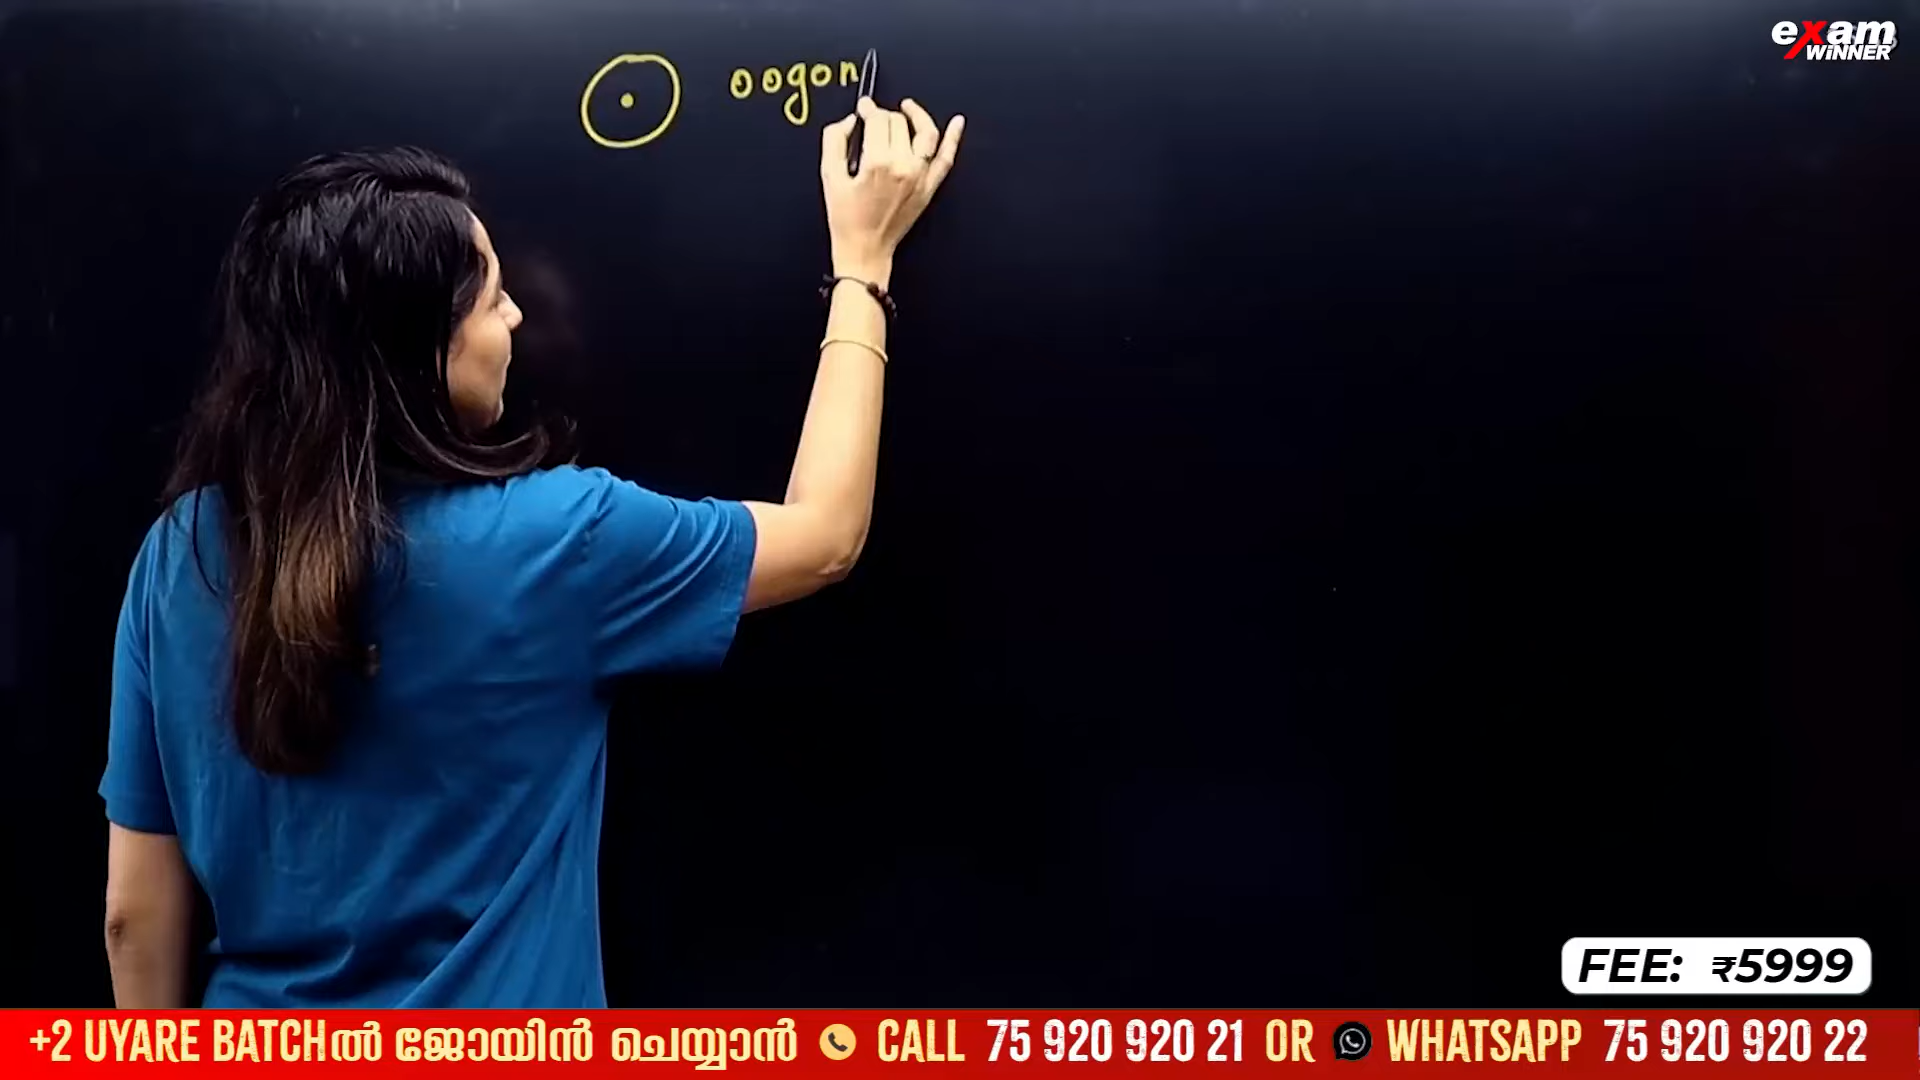 exam
WINNER
oogon
FEE: ₹5999
+2 UYARE BATCHൽ ജോയിൻ ചെയ്യാൻ CALL 75 920 920 21 OR WHATSAPP 75 920 920 22